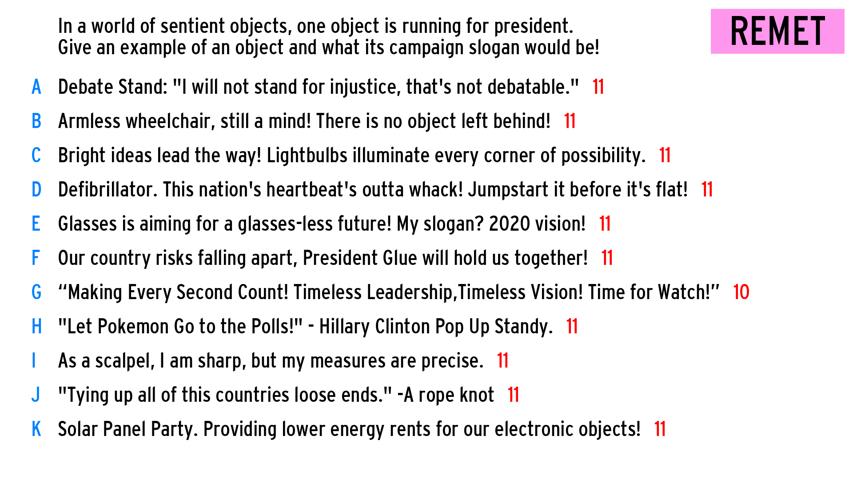 In a world of sentient objects, one object is running for president.
Give an example of an object and what its campaign slogan would be!
REMET
A Debate Stand: "I will not stand for injustice, that's not debatable." 11
B Armless wheelchair, still a mind! There is no object left behind! 11
C Bright ideas lead the way! Lightbulbs illuminate every corner of possibility. 11
D Defibrillator. This nation's heartbeat's outta whack! Jumpstart it before it's flat! 11
E Glasses is aiming for a glasses-less future! My slogan? 2020 vision! 11
F Our country risks falling apart, President Glue will hold us together! 11
G “Making Every Second Count! Timeless Leadership,Timeless Vision! Time for Watch!” 10
H "Let Pokemon Go to the Polls!" - Hillary Clinton Pop Up Standy. 11
I As a scalpel, I am sharp, but my measures are precise. 11
J "Tying up all of this countries loose ends." -A rope knot 11
K Solar Panel Party. Providing lower energy rents for our electronic objects! 11